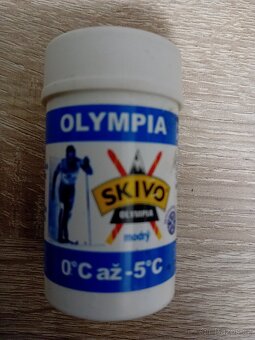 OLYMPIA
SKIVO
OLYMPIA
modrý
0°C až -5°C